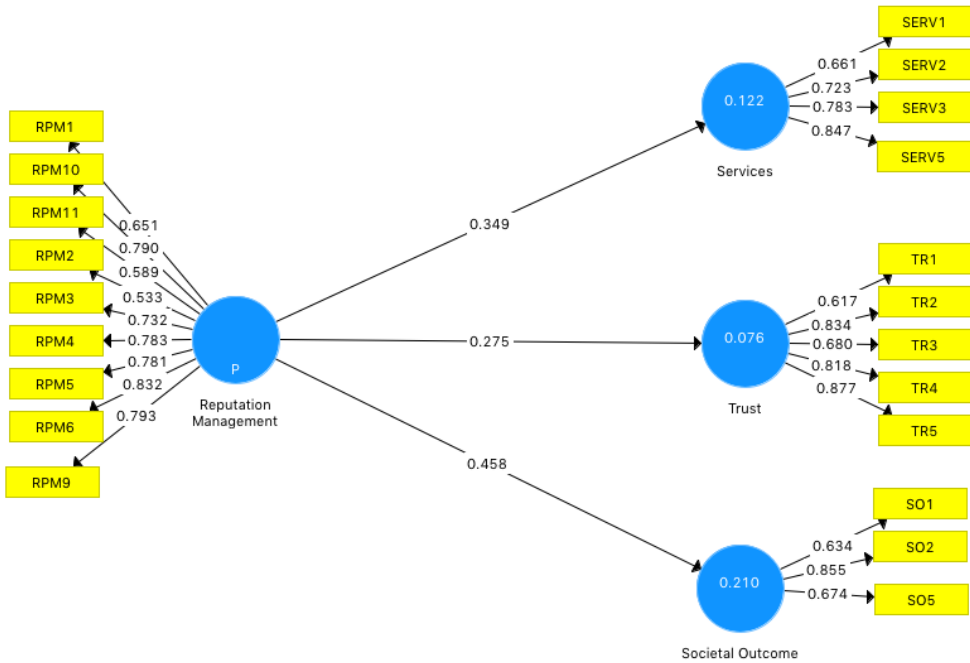 RPM1
RPM10
RPM11
RPM2
RPM3
RPM4
RPM5
RPM6
RPM9
0.651
0.790
0.589
0.533
0.732
0.783
0.781
0.832
0.793
P
Reputation
Management
0.349
0.275
0.458
0.122
Services
0.661
0.723
0.783
0.847
SERV1
SERV2
SERV3
SERV5
0.076
Trust
0.617
0.834
0.680
0.818
0.877
TR1
TR2
TR3
TR4
TR5
0.210
Societal Outcome
0.634
0.855
0.674
SO1
SO2
SO5